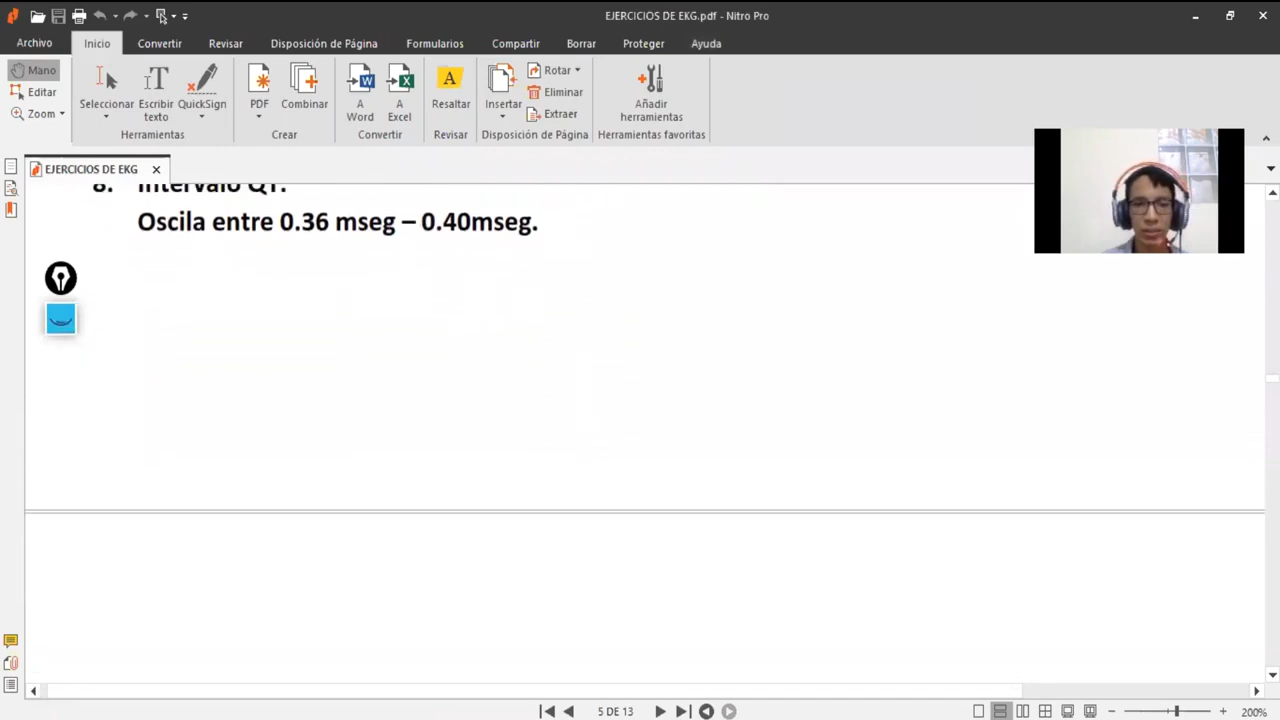 EJERCICIOS DE EKG.pdf - Nitro Pro
Archivo Inicio Convertir Revisar Disposición de Página Formularios Compartir Borrar Proteger Ayuda
Mano
Editar
Zoom
Seleccionar
Escribir texto
QuickSign
Herramientas
PDF
Combinar
Crear
A Word
A Excel
Convertir
Resaltar
Revisar
Insertar
Rotar
Eliminar
Extraer
Disposición de Página
Añadir herramientas
Herramientas favoritas
EJERCICIOS DE EKG
8. Intervalo QT:
Oscila entre 0.36 mseg – 0.40mseg.
5 DE 13
200%